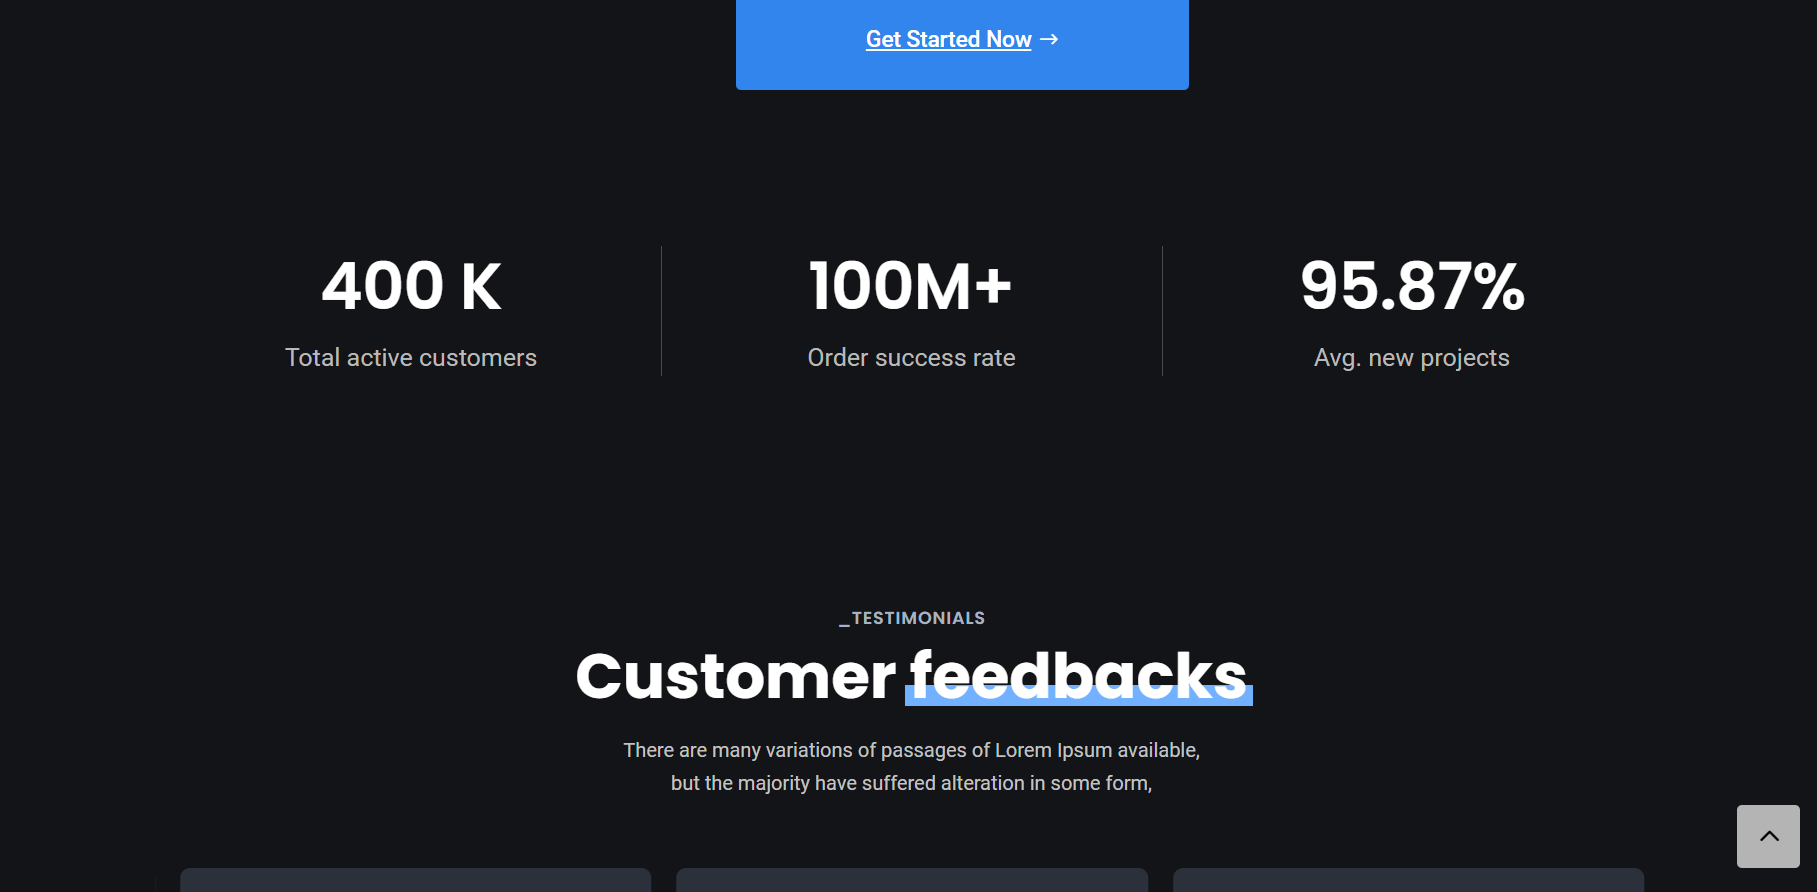 Get Started Now →
400 K
100M+
95.87%
Total active customers
Order success rate
Avg. new projects
_TESTIMONIALS
Customer feedbacks
There are many variations of passages of Lorem Ipsum available,
but the majority have suffered alteration in some form,